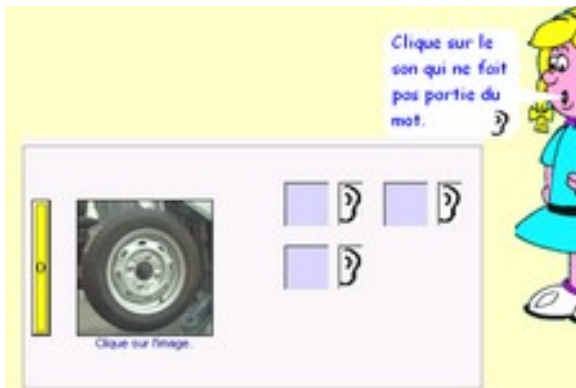 Clique sur le
son qui ne fait
pas partie du
mot.
Clique sur l'image.